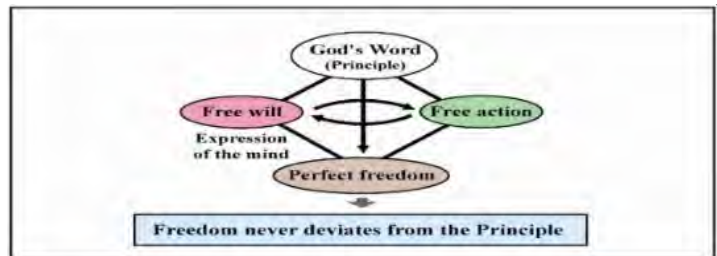 God's Word
(Principle)
Free will
Free action
Expression
of the mind
Perfect freedom
Freedom never deviates from the Principle